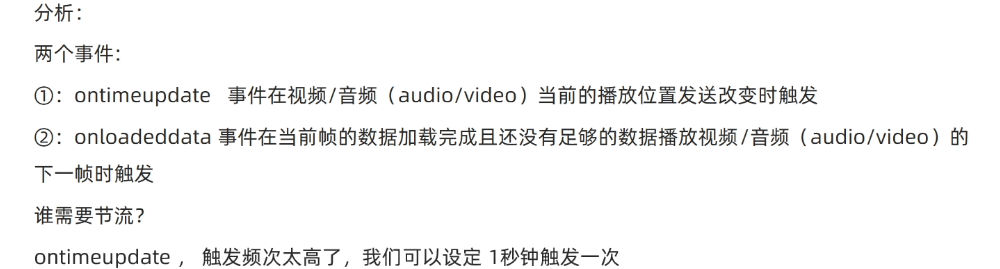 分析：
两个事件：
①：ontimeupdate 事件在视频/音频（audio/video）当前的播放位置发送改变时触发
②：onloadeddata 事件在当前帧的数据加载完成且还没有足够的数据播放视频/音频（audio/video）的
下一帧时触发
谁需要节流？
ontimeupdate ， 触发频次太高了，我们可以设定 1秒钟触发一次